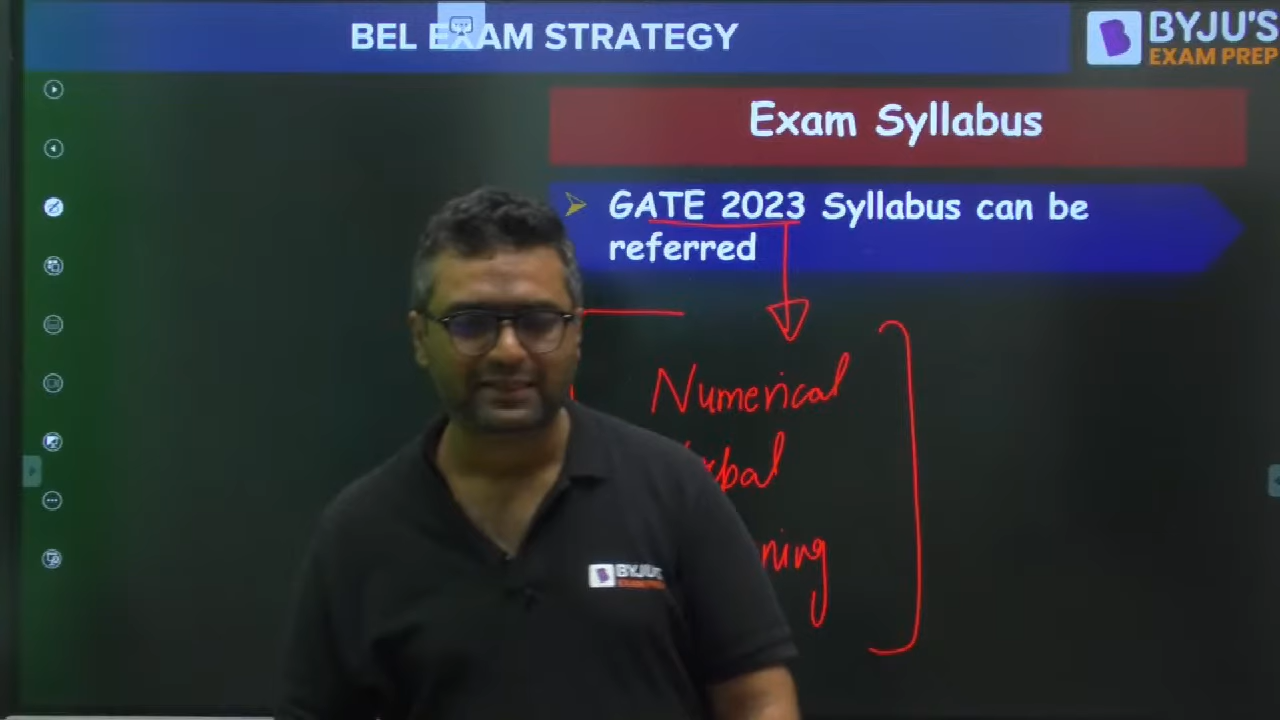 BEL EXAM STRATEGY
BYJU'S
EXAM PREP
Exam Syllabus
GATE 2023 Syllabus can be
referred
Numerical
BYJU'S